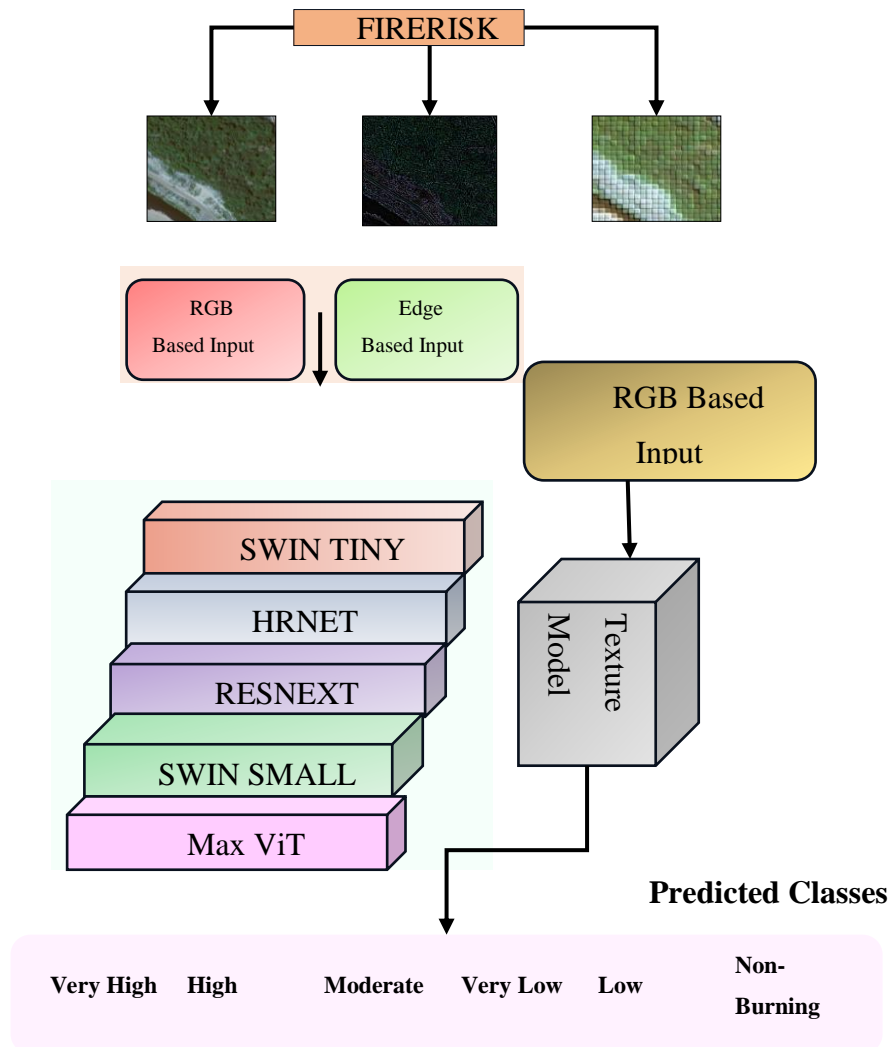 FIRERISK
RGB
Based Input
Edge
Based Input
RGB Based
Input
SWIN TINY
HRNET
RESNEXT
SWIN SMALL
Max ViT
Texture
Model
Predicted Classes
Very High High Moderate Very Low Low Non-
Burning